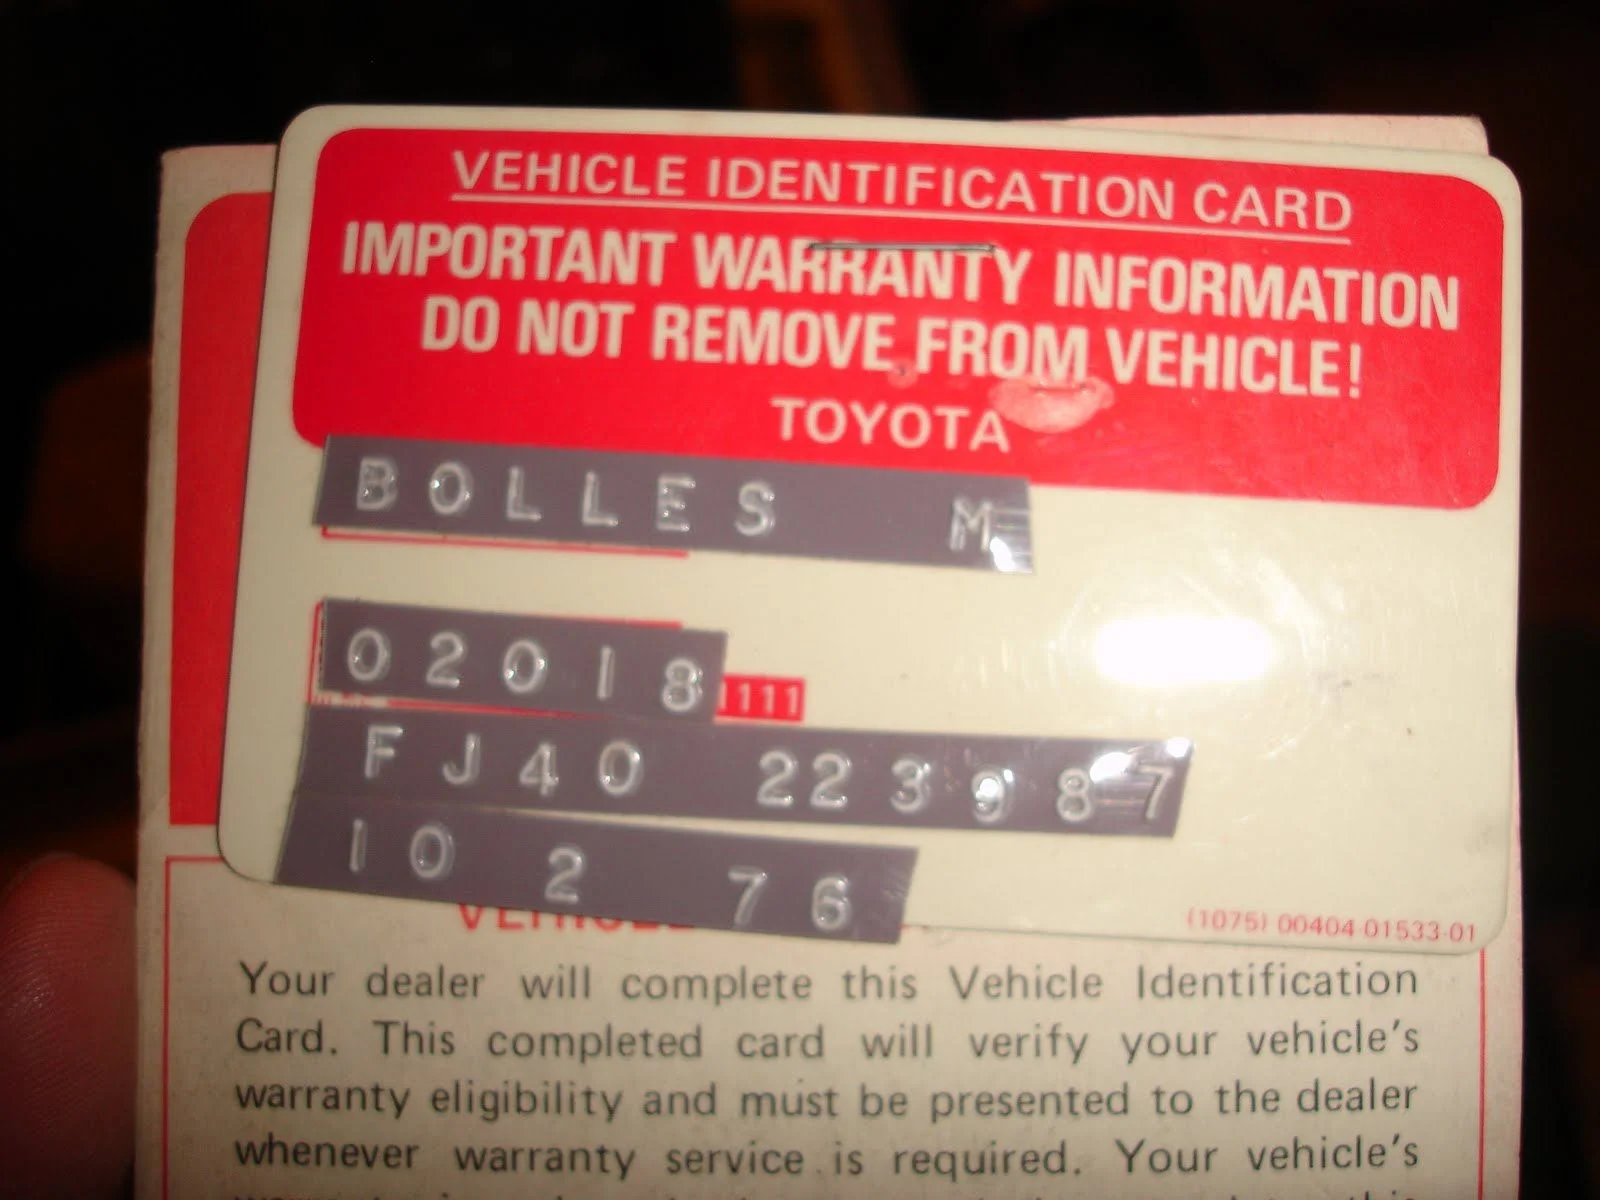 VEHICLE IDENTIFICATION CARD
IMPORTANT WARRANTY INFORMATION
DO NOT REMOVE FROM VEHICLE!
TOYOTA
BOLLES M
02018
1111
FJ40 223987
10 2 76
(1075) 00404-01533-01
Your dealer will complete this Vehicle Identification
Card. This completed card will verify your vehicle's
warranty eligibility and must be presented to the dealer
whenever warranty service is required. Your vehicle's